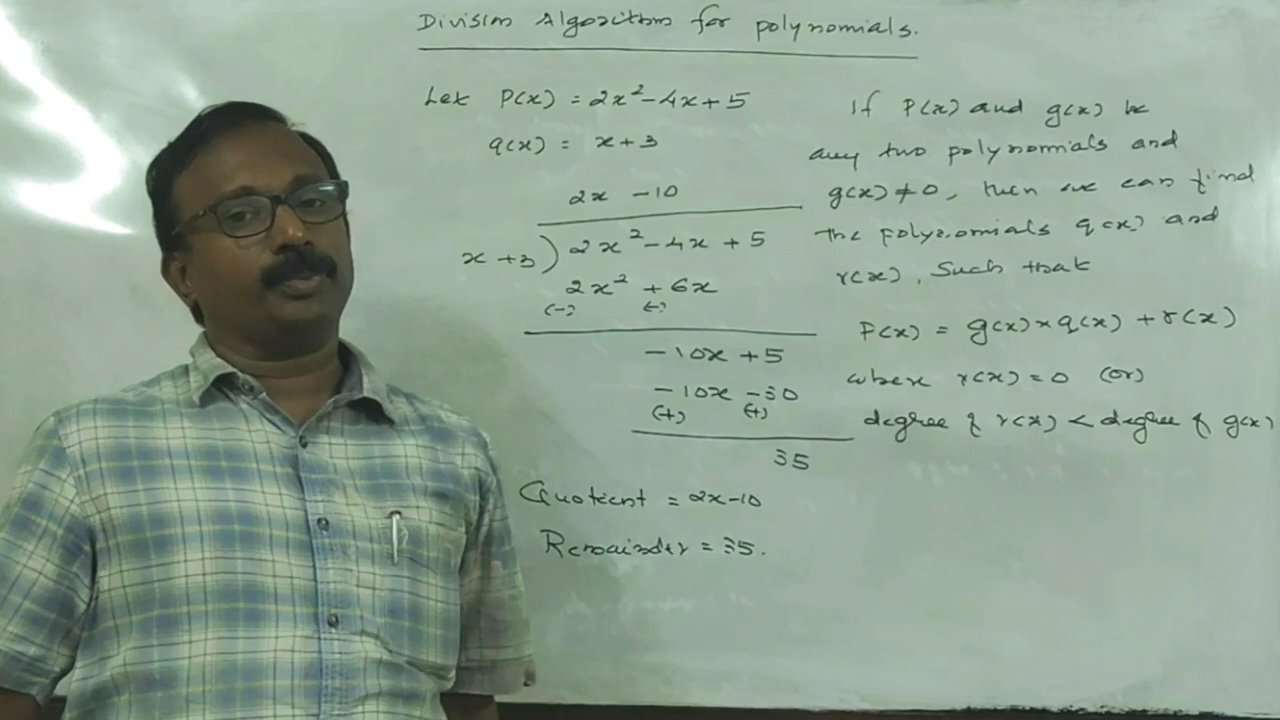 Division Algorithm for polynomials.
Let P(x) = 2x² - 4x + 5
q(x) = x + 3
2x - 10
x + 3 ) 2x² - 4x + 5
2x² + 6x
(-) (-)
- 10x + 5
- 10x - 30
(+) (+)
35
Quotient = 2x - 10
Remainder = 35.
If P(x) and g(x) be
any two polynomials and
g(x) ≠ 0, then we can find
the polynomials q(x) and
r(x), Such that
P(x) = g(x) × q(x) + r(x)
where r(x) = 0 (or)
degree of r(x) < degree of g(x)